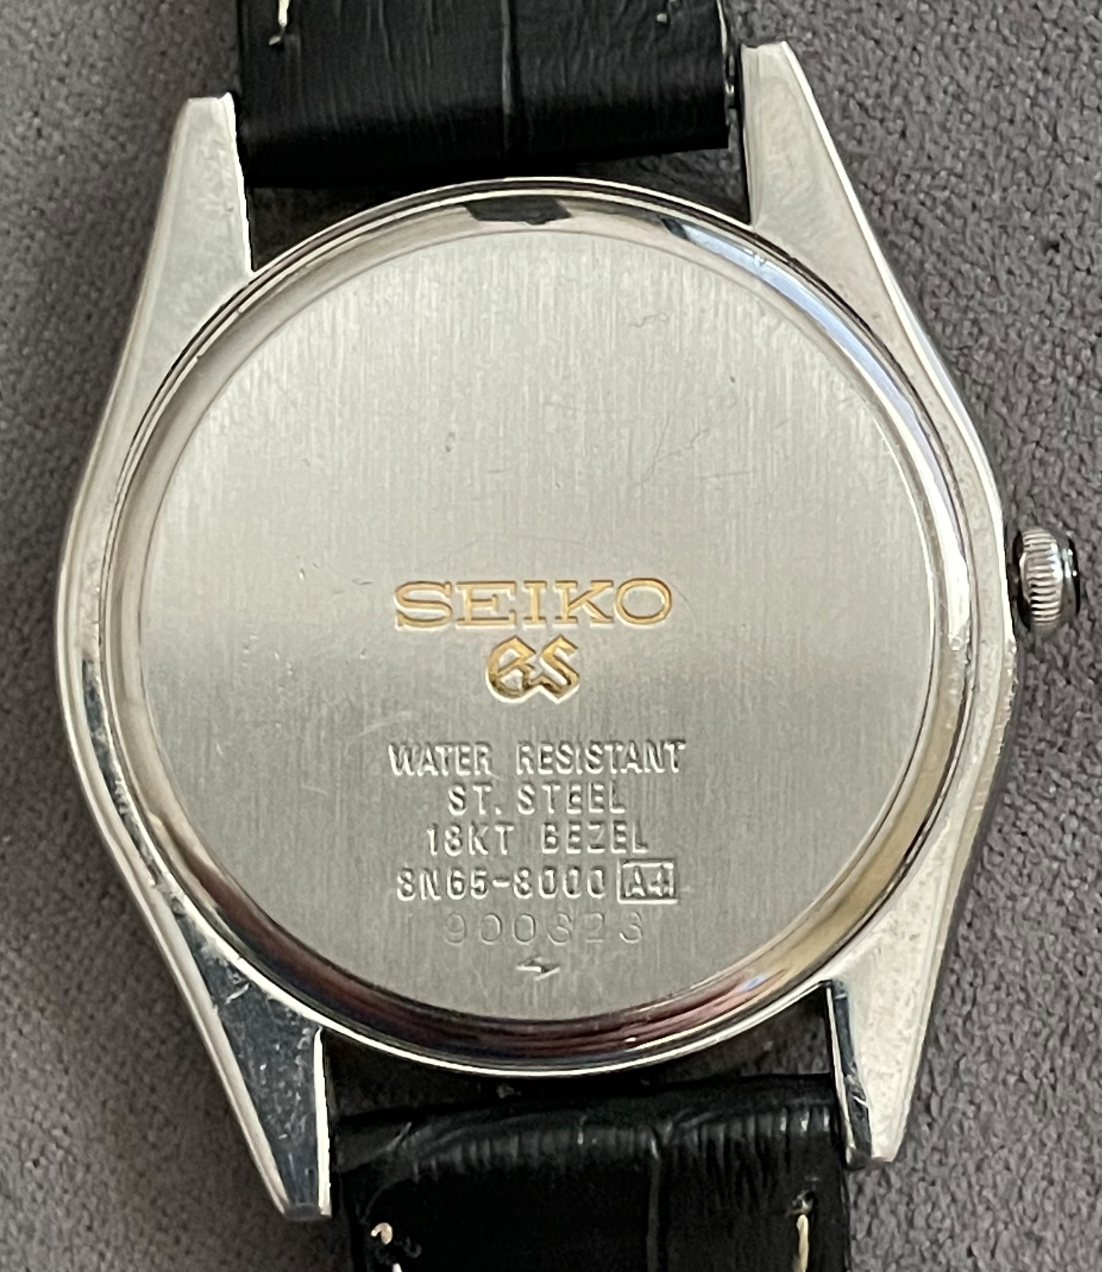 SEIKO
GS
WATER RESISTANT
ST. STEEL
18KT BEZEL
8N65-8000 A4
900323